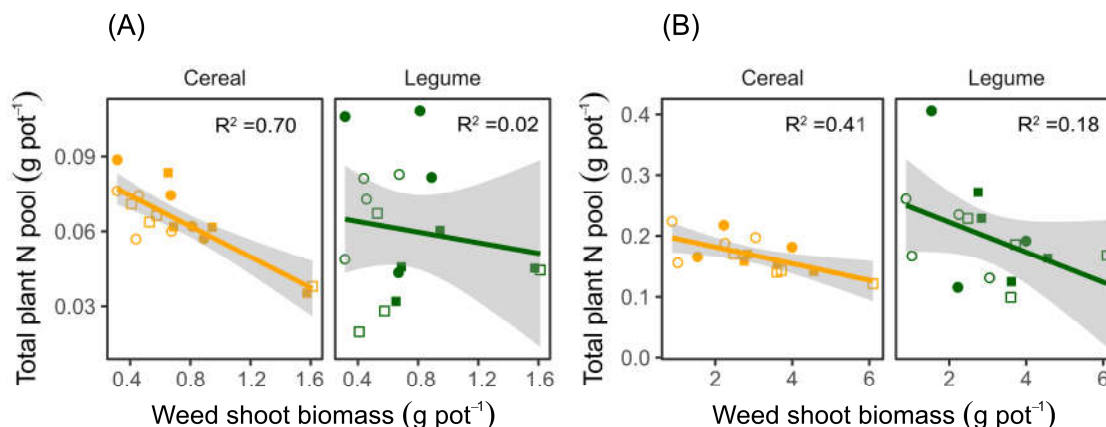 (A)
(B)
Cereal
Legume
Cereal
Legume
Total plant N pool (g pot⁻¹)
0.09
0.06
0.03
R² =0.70
R² =0.02
Total plant N pool (g pot⁻¹)
0.4
0.3
0.2
0.1
0.0
R² =0.41
R² =0.18
0.4 0.8 1.2 1.6
0.4 0.8 1.2 1.6
2 4 6
2 4 6
Weed shoot biomass (g pot⁻¹)
Weed shoot biomass (g pot⁻¹)